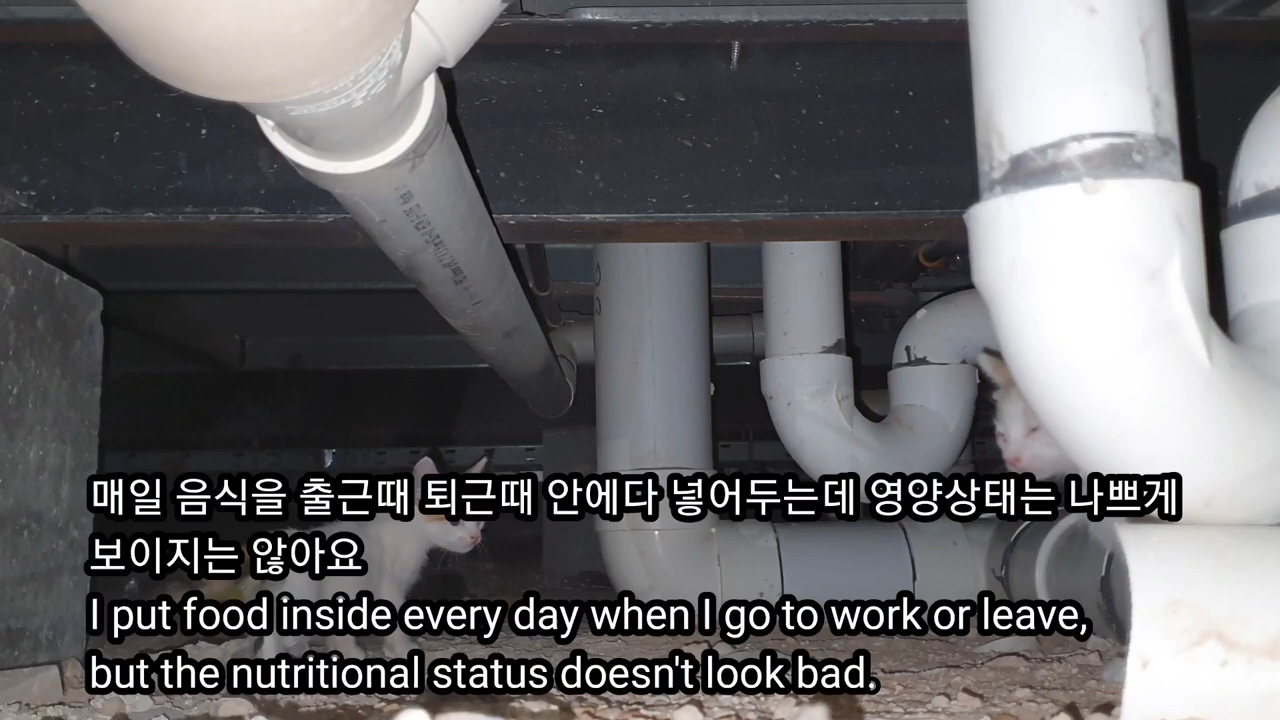 매일 음식을 출근때 퇴근때 안에다 넣어두는데 영양상태는 나쁘게
보이지는 않아요
I put food inside every day when I go to work or leave,
but the nutritional status doesn't look bad.